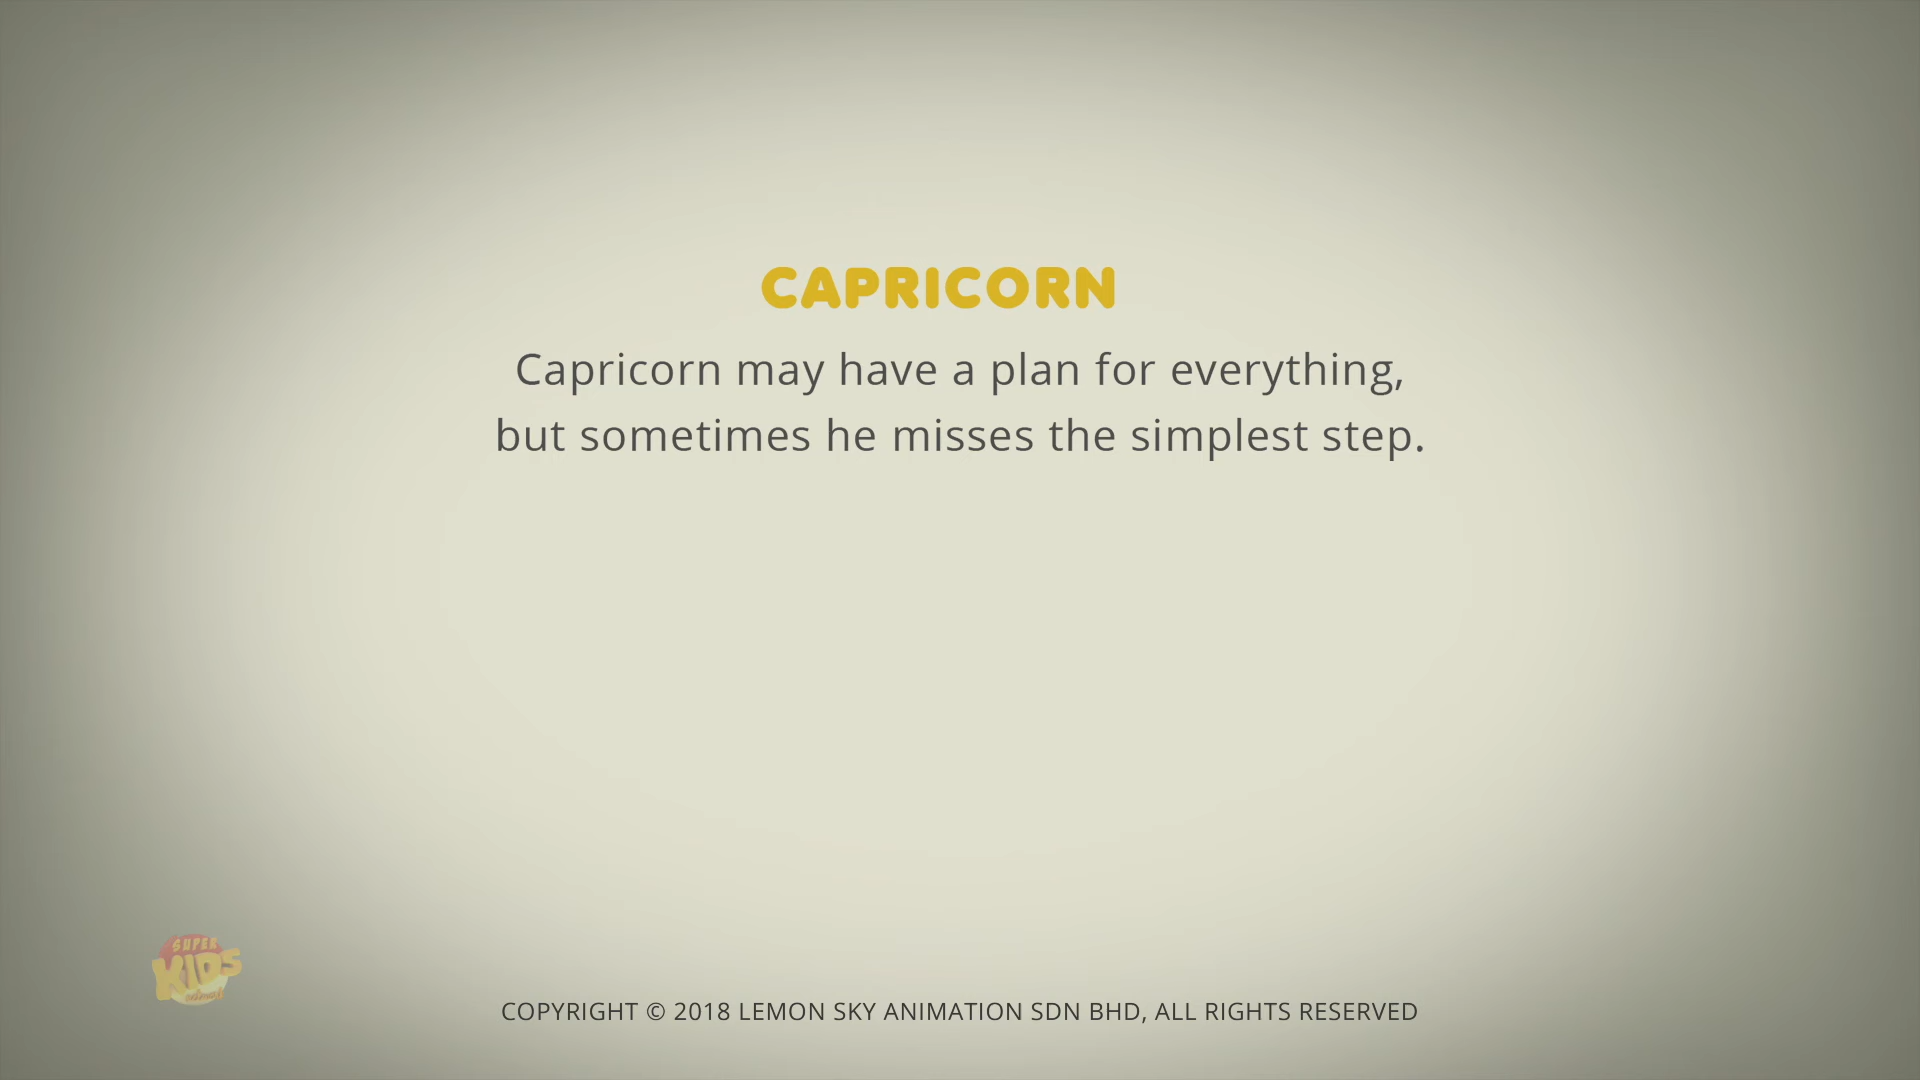 CAPRICORN
Capricorn may have a plan for everything,
but sometimes he misses the simplest step.
SUPER
KIDS
COPYRIGHT © 2018 LEMON SKY ANIMATION SDN BHD, ALL RIGHTS RESERVED